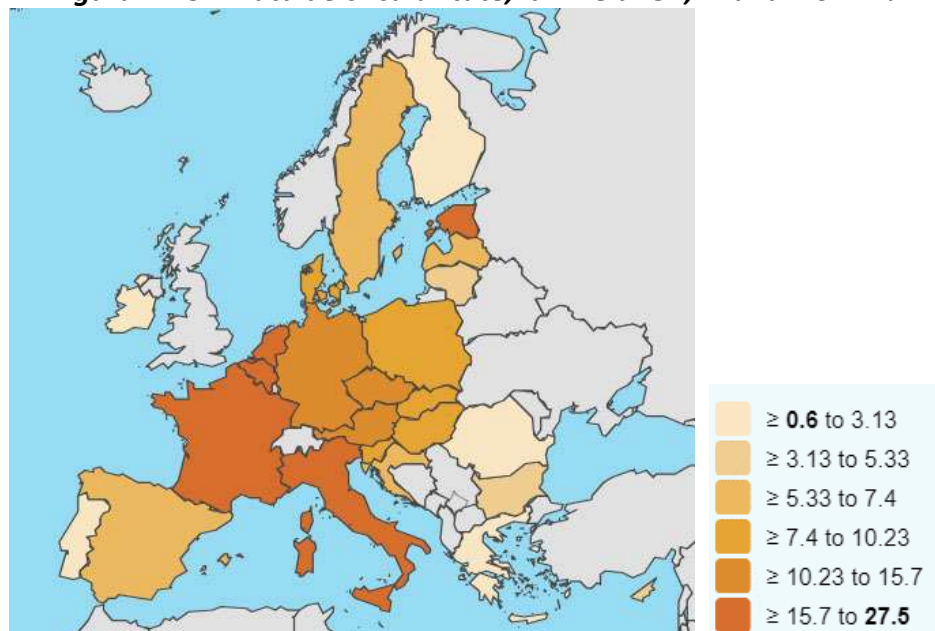 ≥ 0.6 to 3.13
≥ 3.13 to 5.33
≥ 5.33 to 7.4
≥ 7.4 to 10.23
≥ 10.23 to 15.7
≥ 15.7 to 27.5